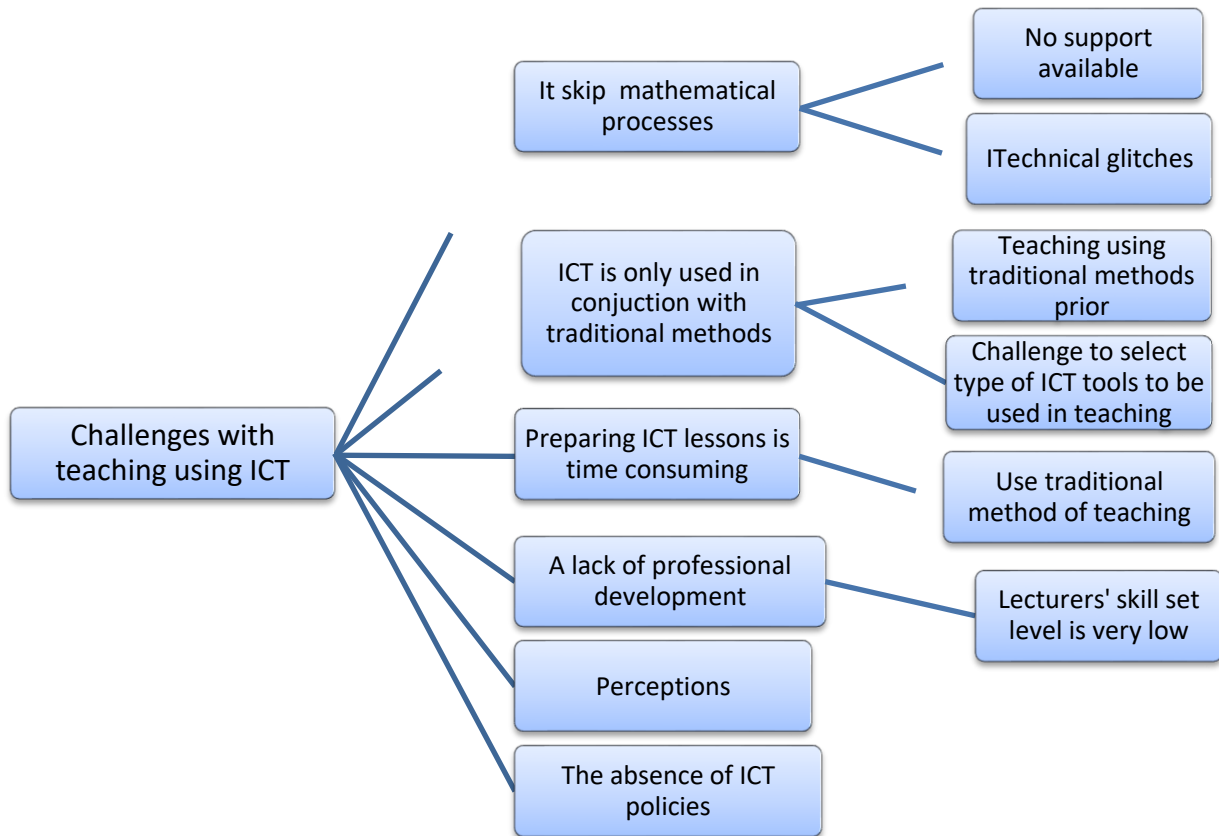 Challenges with
teaching using ICT
It skip mathematical
processes
No support
available
ITechnical glitches
ICT is only used in
conjuction with
traditional methods
Teaching using
traditional methods
prior
Challenge to select
type of ICT tools to be
used in teaching
Preparing ICT lessons is
time consuming
Use traditional
method of teaching
A lack of professional
development
Lecturers' skill set
level is very low
Perceptions
The absence of ICT
policies